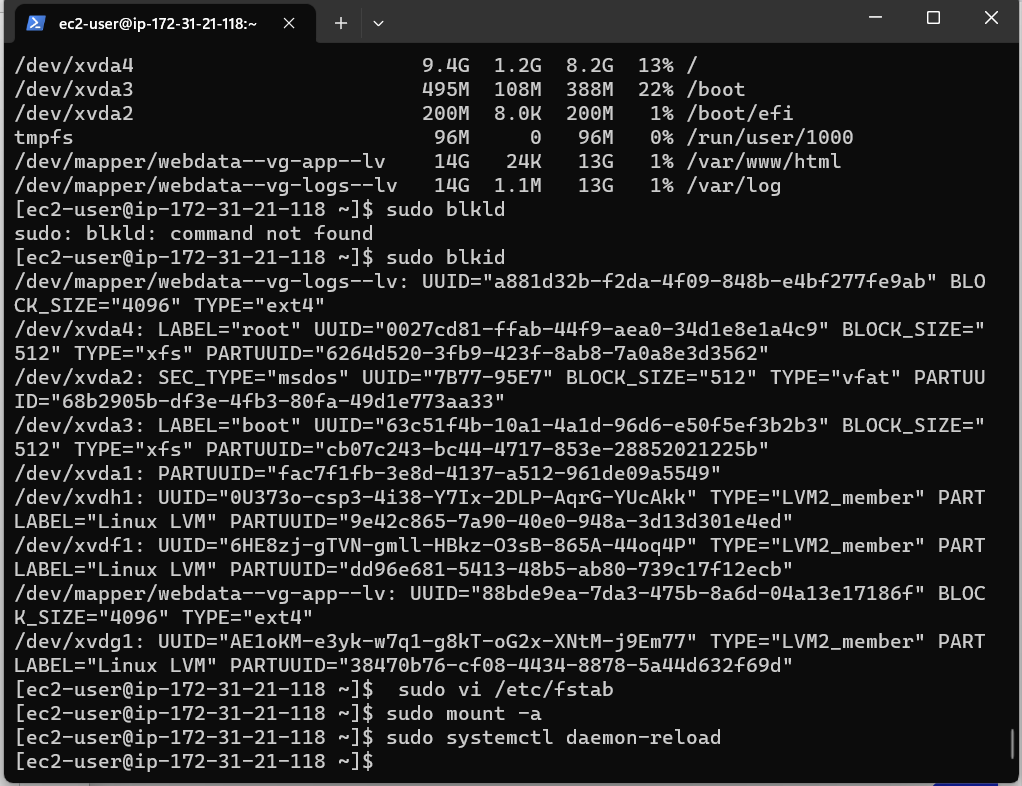 ec2-user@ip-172-31-21-118:~
/dev/xvda4 9.4G 1.2G 8.2G 13% /
/dev/xvda3 495M 108M 388M 22% /boot
/dev/xvda2 200M 8.0K 200M 1% /boot/efi
tmpfs 96M 0 96M 0% /run/user/1000
/dev/mapper/webdata--vg-app--lv 14G 24K 13G 1% /var/www/html
/dev/mapper/webdata--vg-logs--lv 14G 1.1M 13G 1% /var/log
[ec2-user@ip-172-31-21-118 ~]$ sudo blkld
sudo: blkld: command not found
[ec2-user@ip-172-31-21-118 ~]$ sudo blkid
/dev/mapper/webdata--vg-logs--lv: UUID="a881d32b-f2da-4f09-848b-e4bf277fe9ab" BLO
CK_SIZE="4096" TYPE="ext4"
/dev/xvda4: LABEL="root" UUID="0027cd81-ffab-44f9-aea0-34d1e8e1a4c9" BLOCK_SIZE="
512" TYPE="xfs" PARTUUID="6264d520-3fb9-423f-8ab8-7a0a8e3d3562"
/dev/xvda2: SEC_TYPE="msdos" UUID="7B77-95E7" BLOCK_SIZE="512" TYPE="vfat" PARTUU
ID="68b2905b-df3e-4fb3-80fa-49d1e773aa33"
/dev/xvda3: LABEL="boot" UUID="63c51f4b-10a1-4a1d-96d6-e50f5ef3b2b3" BLOCK_SIZE="
512" TYPE="xfs" PARTUUID="cb07c243-bc44-4717-853e-28852021225b"
/dev/xvda1: PARTUUID="fac7f1fb-3e8d-4137-a512-961de09a5549"
/dev/xvdh1: UUID="0U373o-csp3-4i38-Y7Ix-2DLP-AqrG-YUcAkk" TYPE="LVM2_member" PART
LABEL="Linux LVM" PARTUUID="9e42c865-7a90-40e0-948a-3d13d301e4ed"
/dev/xvdf1: UUID="6HE8zj-gTVN-gmll-HBkz-O3sB-865A-44oq4P" TYPE="LVM2_member" PART
LABEL="Linux LVM" PARTUUID="dd96e681-5413-48b5-ab80-739c17f12ecb"
/dev/mapper/webdata--vg-app--lv: UUID="88bde9ea-7da3-475b-8a6d-04a13e17186f" BLOC
K_SIZE="4096" TYPE="ext4"
/dev/xvdg1: UUID="AE1oKM-e3yk-w7q1-g8kT-oG2x-XNtM-j9Em77" TYPE="LVM2_member" PART
LABEL="Linux LVM" PARTUUID="38470b76-cf08-4434-8878-5a44d632f69d"
[ec2-user@ip-172-31-21-118 ~]$  sudo vi /etc/fstab
[ec2-user@ip-172-31-21-118 ~]$ sudo mount -a
[ec2-user@ip-172-31-21-118 ~]$ sudo systemctl daemon-reload
[ec2-user@ip-172-31-21-118 ~]$